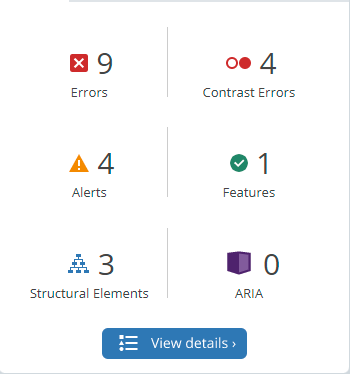 9 4
Errors Contrast Errors
4 1
Alerts Features
3 0
Structural Elements ARIA
View details ›